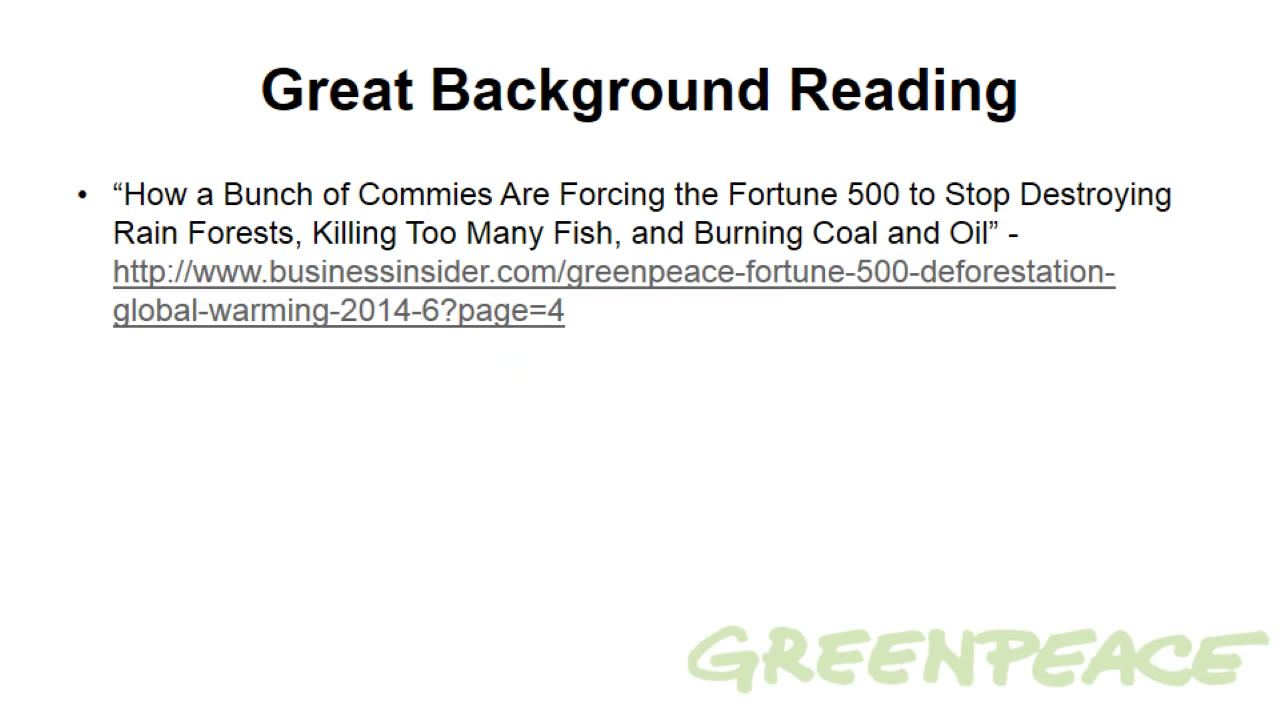 Great Background Reading
• “How a Bunch of Commies Are Forcing the Fortune 500 to Stop Destroying
Rain Forests, Killing Too Many Fish, and Burning Coal and Oil” -
http://www.businessinsider.com/greenpeace-fortune-500-deforestation-
global-warming-2014-6?page=4
GREENPEACE